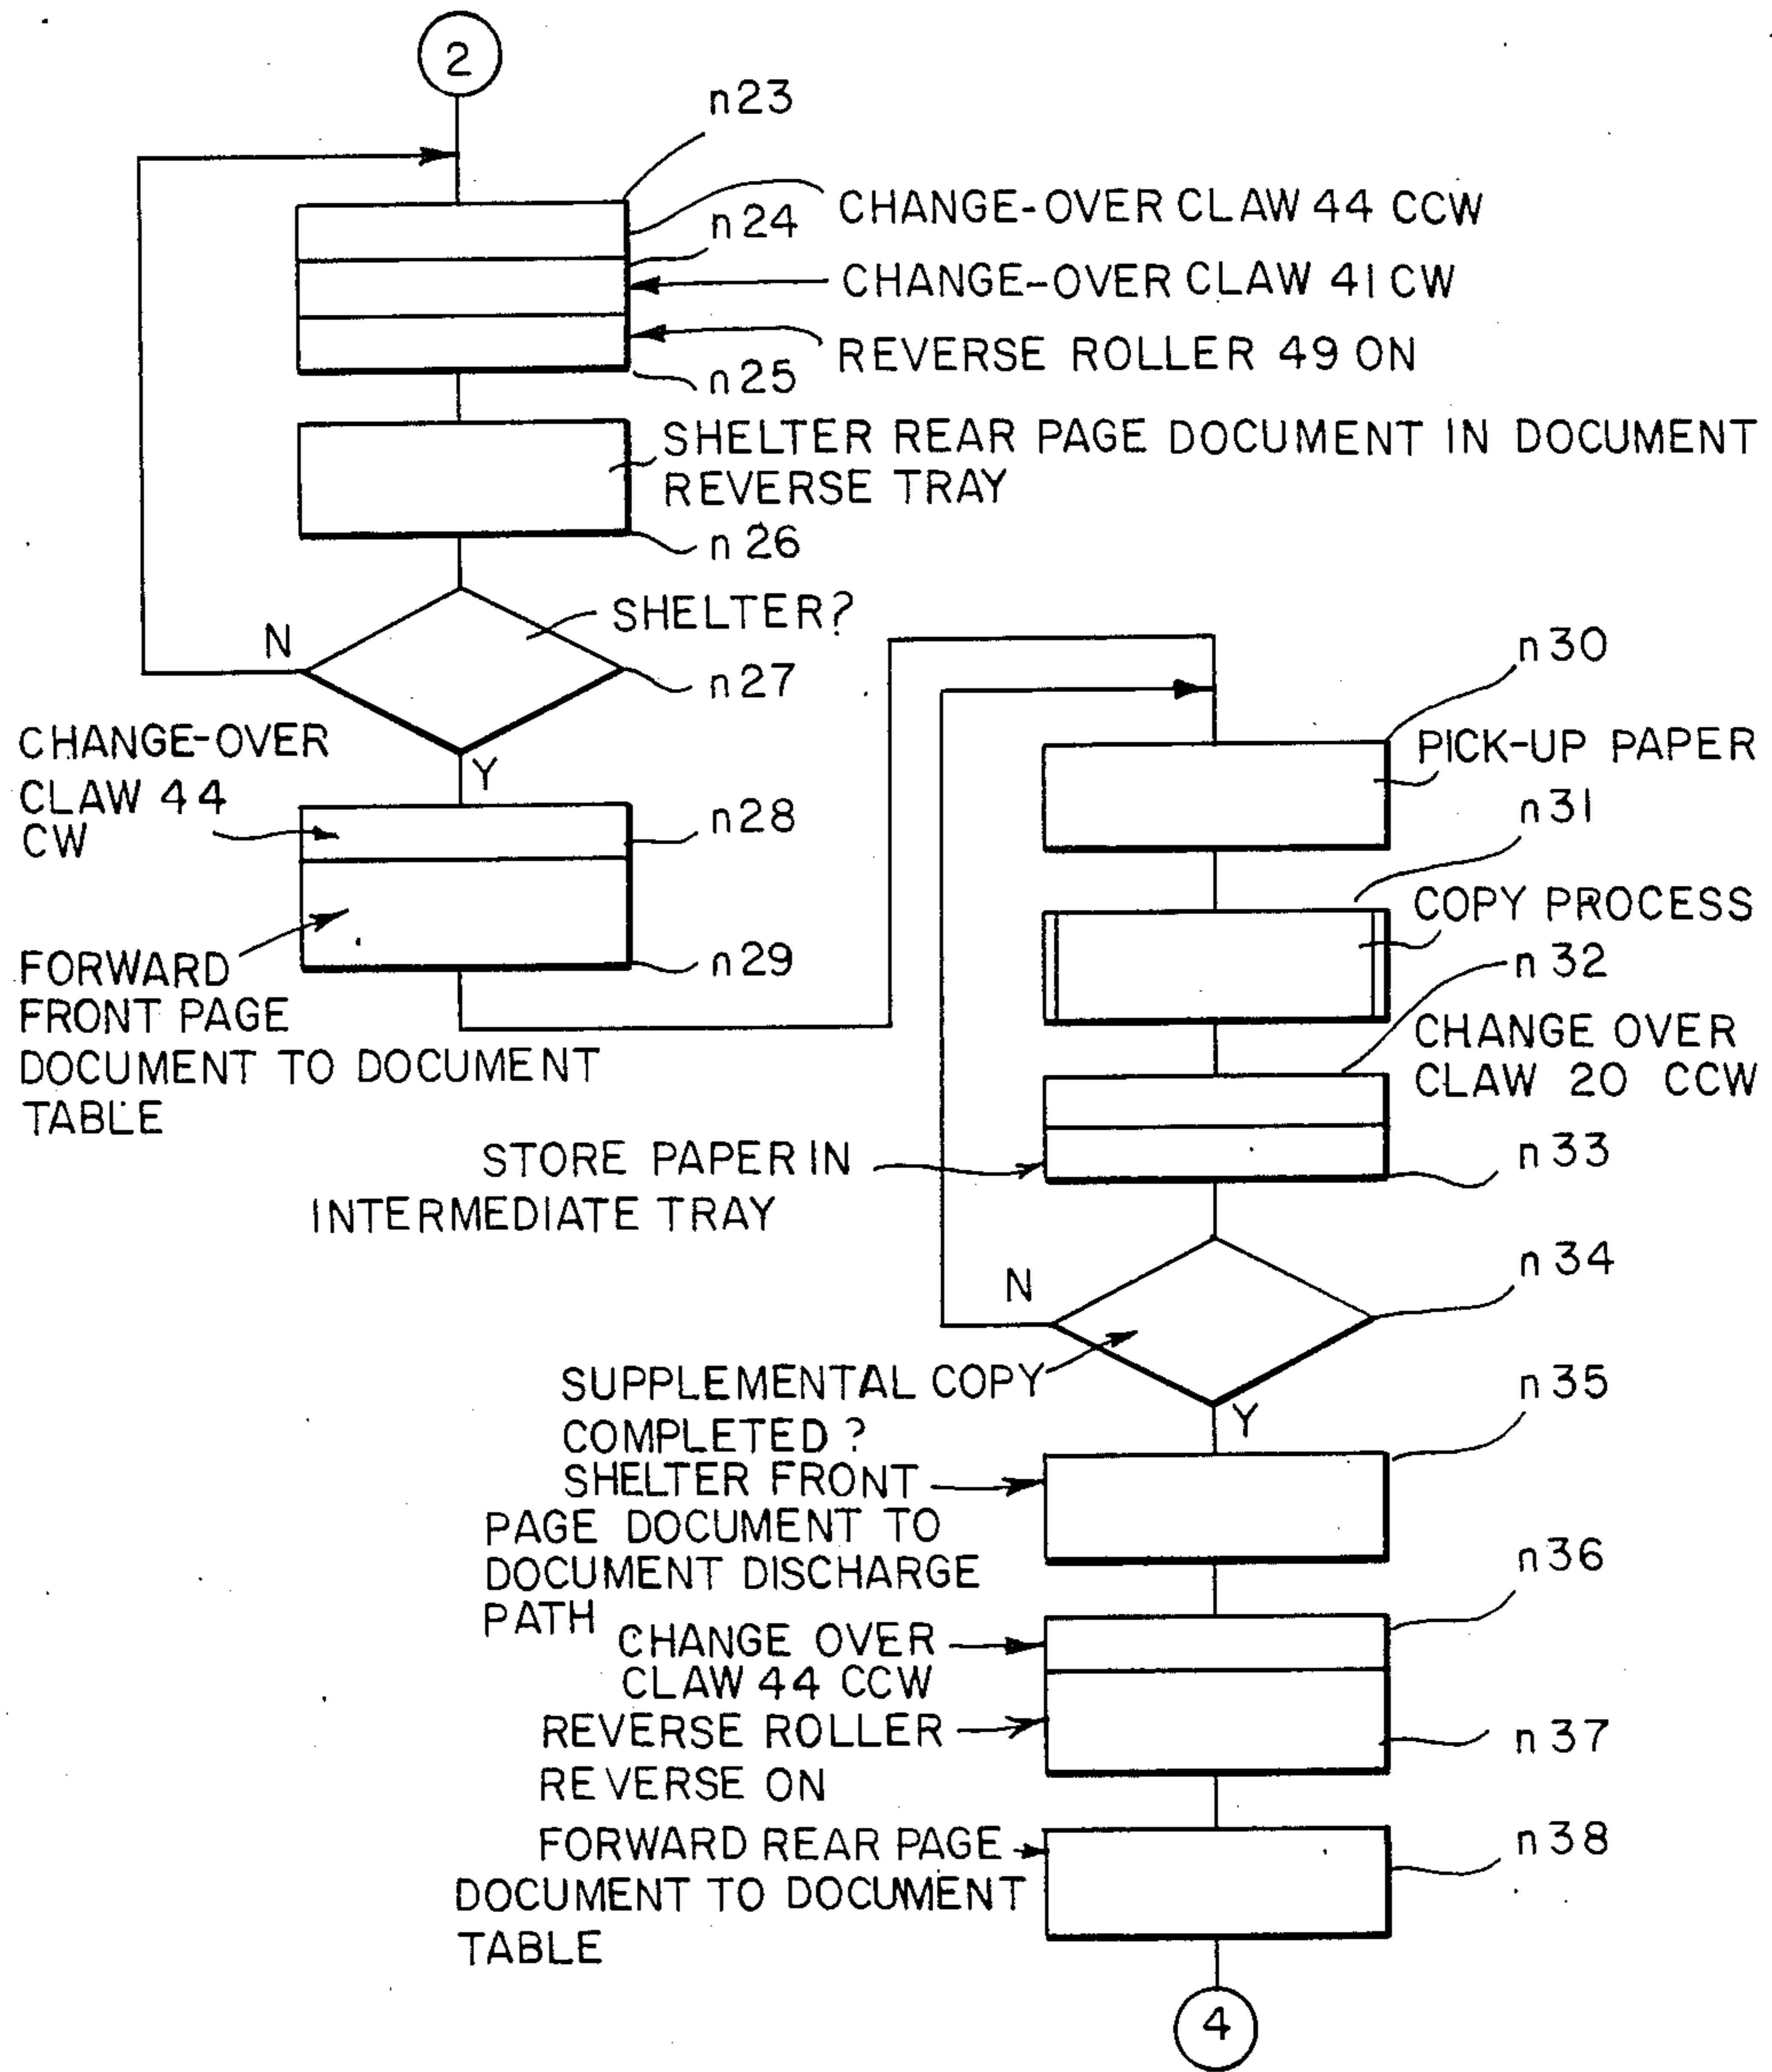 2
n23
CHANGE-OVER CLAW 44 CCW
n24
CHANGE-OVER CLAW 41 CW
REVERSE ROLLER 49 ON
n25
SHELTER REAR PAGE DOCUMENT IN DOCUMENT
REVERSE TRAY
n26
SHELTER?
N
n27
CHANGE-OVER
CLAW 44
CW
Y
n28
n29
FORWARD
FRONT PAGE
DOCUMENT TO DOCUMENT
TABLE
n30
PICK-UP PAPER
n31
COPY PROCESS
n32
CHANGE OVER
CLAW 20 CCW
STORE PAPER IN
INTERMEDIATE TRAY
n33
n34
N
SUPPLEMENTAL COPY
COMPLETED?
Y
n35
SHELTER FRONT
PAGE DOCUMENT TO
DOCUMENT DISCHARGE
PATH
n36
CHANGE OVER
CLAW 44 CCW
REVERSE ROLLER
REVERSE ON
n37
FORWARD REAR PAGE
DOCUMENT TO DOCUMENT
TABLE
n38
4